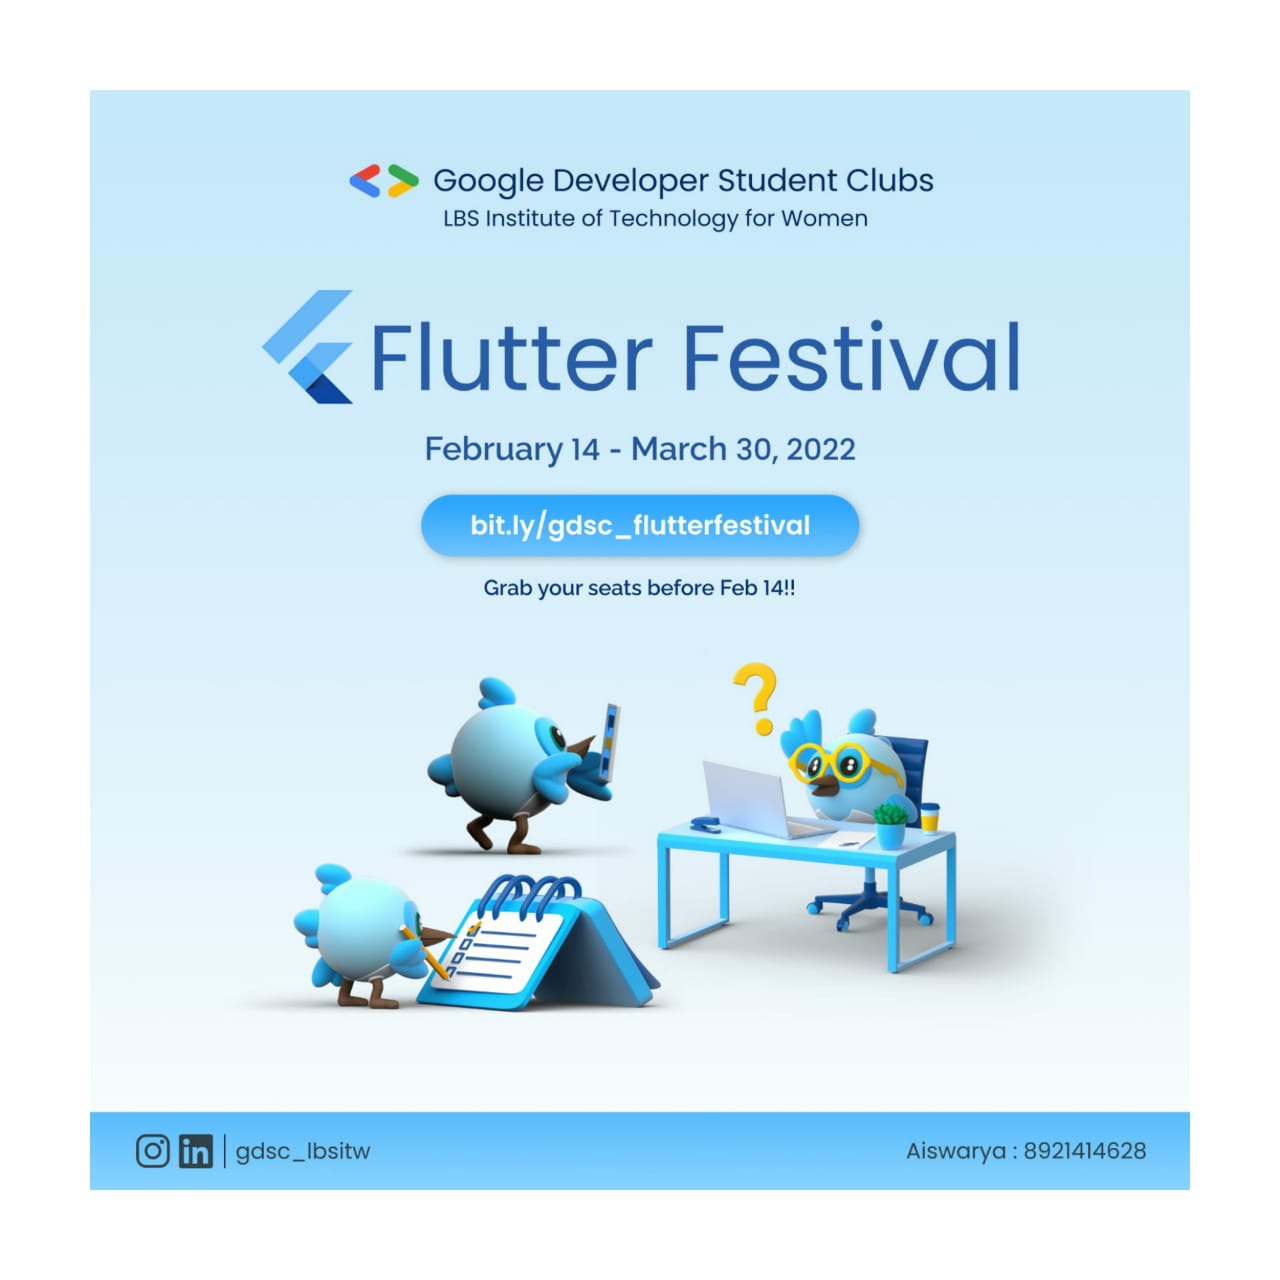 Google Developer Student Clubs
LBS Institute of Technology for Women
Flutter Festival
February 14 - March 30, 2022
bit.ly/gdsc_flutterfestival
Grab your seats before Feb 14!!
?
gdsc_lbsitw
Aiswarya : 8921414628